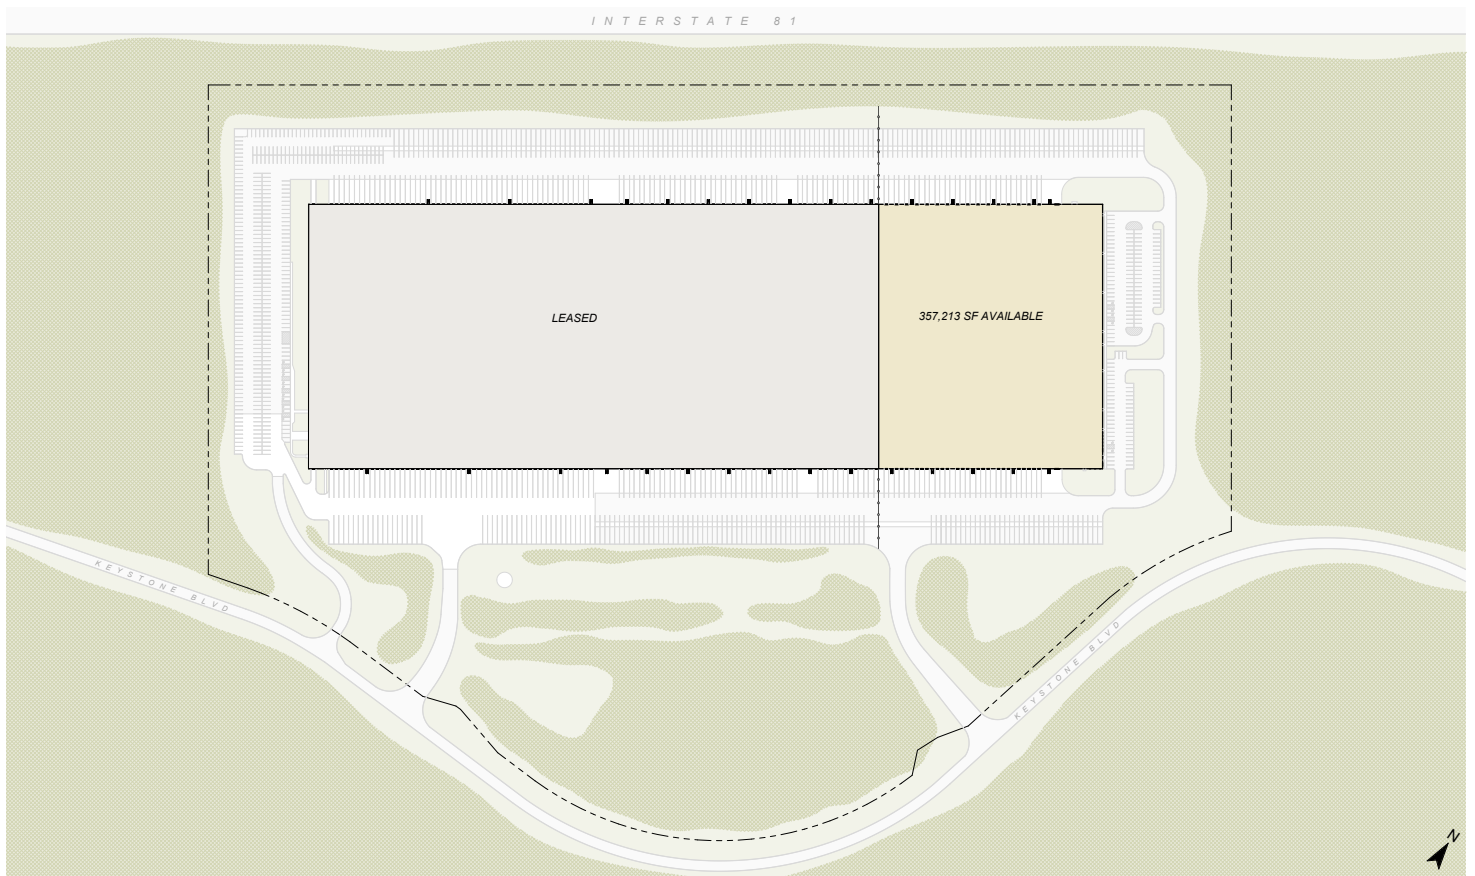 INTERSTATE 81
LEASED
357,213 SF AVAILABLE
KEYSTONE BLVD
KEYSTONE BLVD
N